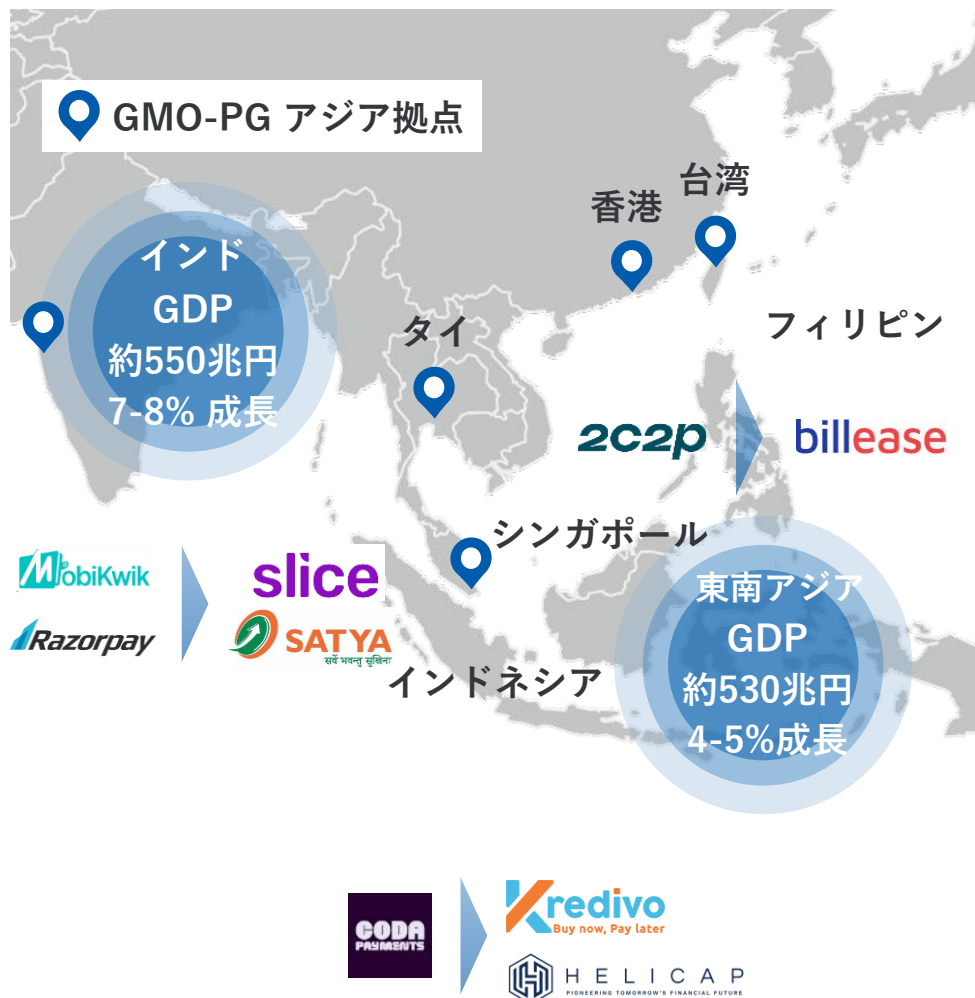 GMO-PG アジア拠点
台湾
香港
インド
GDP
約550兆円
7-8% 成長
タイ
フィリピン
2c2p
billease
シンガポール
MobiKwik
Razorpay
slice
SATYA
सर्वे भवन्तु सुखिनः
東南アジア
GDP
約530兆円
4-5%成長
インドネシア
CODA
PAYMENTS
Kredivo
Buy now, Pay later
HELICAP
PIONEERING TOMORROW'S FINANCIAL FUTURE